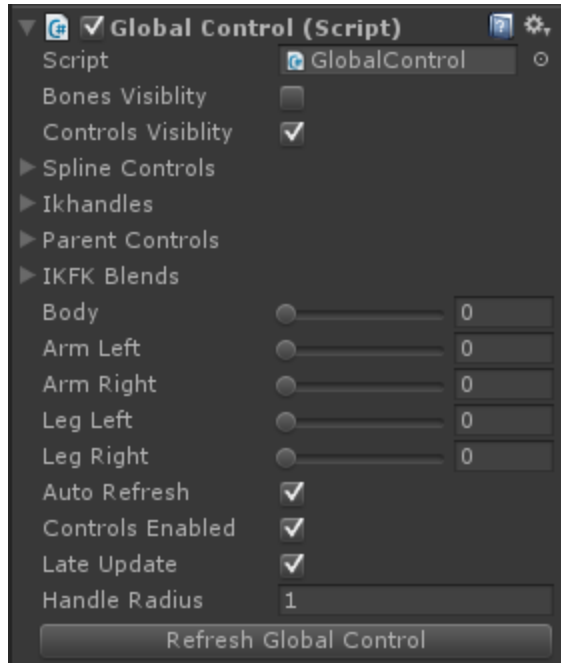 Global Control (Script)
Script GlobalControl
Bones Visiblity
Controls Visiblity
Spline Controls
Ikhandles
Parent Controls
IKFK Blends
Body 0
Arm Left 0
Arm Right 0
Leg Left 0
Leg Right 0
Auto Refresh
Controls Enabled
Late Update
Handle Radius 1
Refresh Global Control